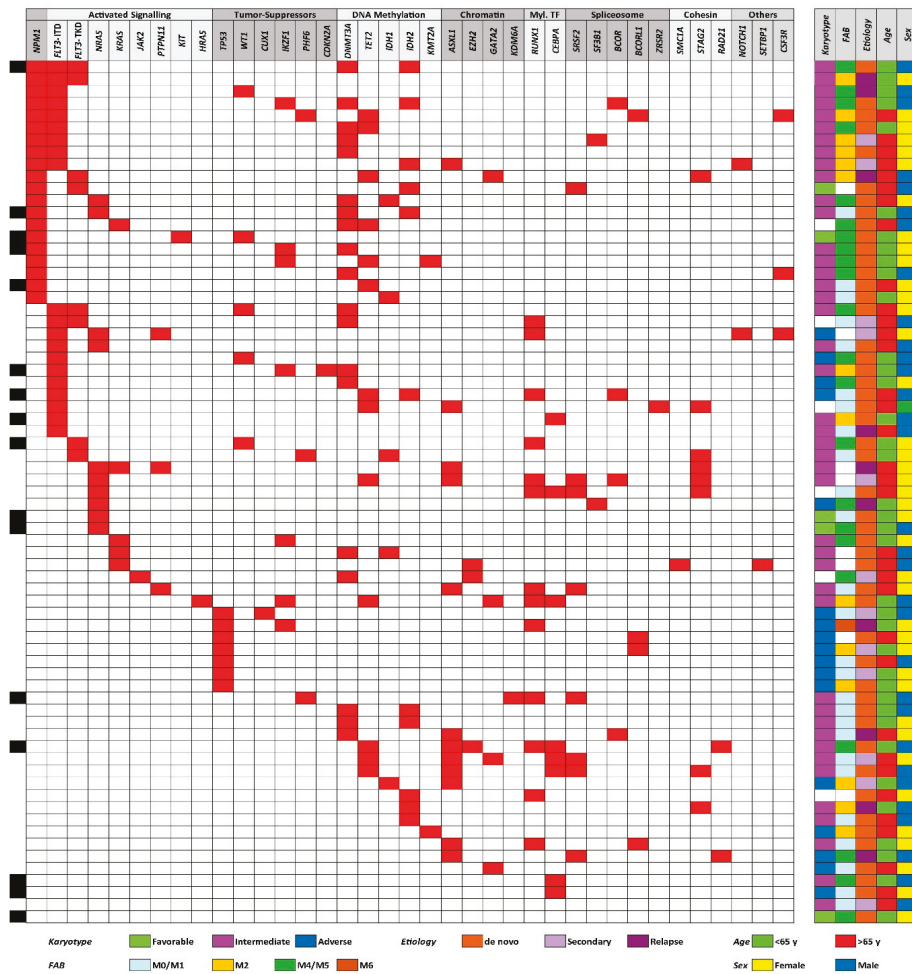 Activated Signalling Tumor-Suppressors DNA Methylation Chromatin Myl. TF Spliceosome Cohesin Others
NPM1 FLT3-ITD FLT3-TKD NRAS KRAS JAK2 PTPN11 KIT HRAS TP53 WT1 CUX1 IKZF1 PHF6 CDKN2A DNMT3A TET2 IDH1 IDH2 KMT2A ASXL1 EZH2 GATA2 KDM6A RUNX1 CEBPA SRSF2 SF3B1 BCOR BCORL1 ZRSR2 SMC1A STAG2 RAD21 NOTCH1 SETBP1 CSF3R Karyotype FAB Etiology Age Sex
Karyotype Favorable Intermediate Adverse Etiology de novo Secondary Relapse Age <65 y >65 y
FAB M0/M1 M2 M4/M5 M6 Sex Female Male